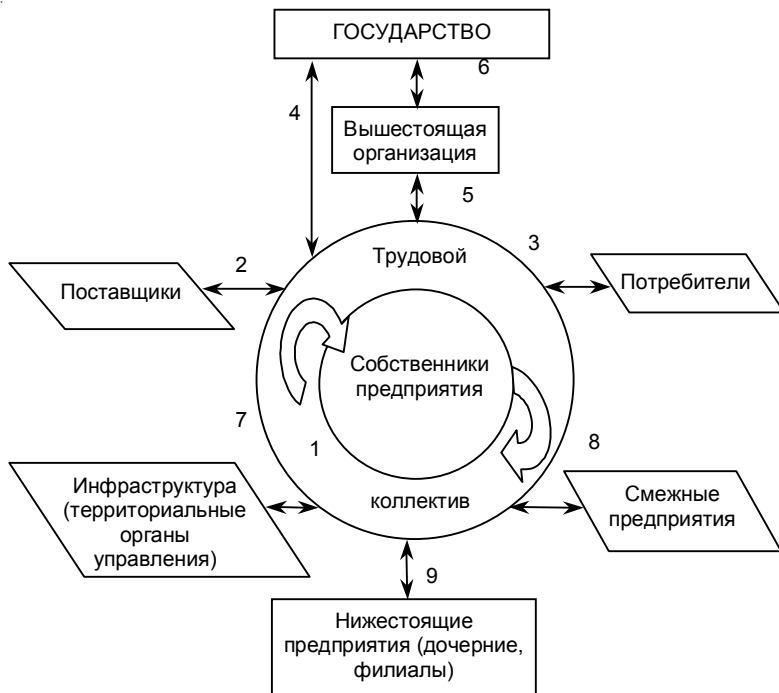 ГОСУДАРСТВО
6
4
Вышестоящая
организация
5
2
3
Трудовой
Поставщики
Потребители
Собственники
предприятия
7
1
8
коллектив
Инфраструктура
(территориальные
органы
управления)
Смежные
предприятия
9
Нижестоящие
предприятия (дочерние,
филиалы)